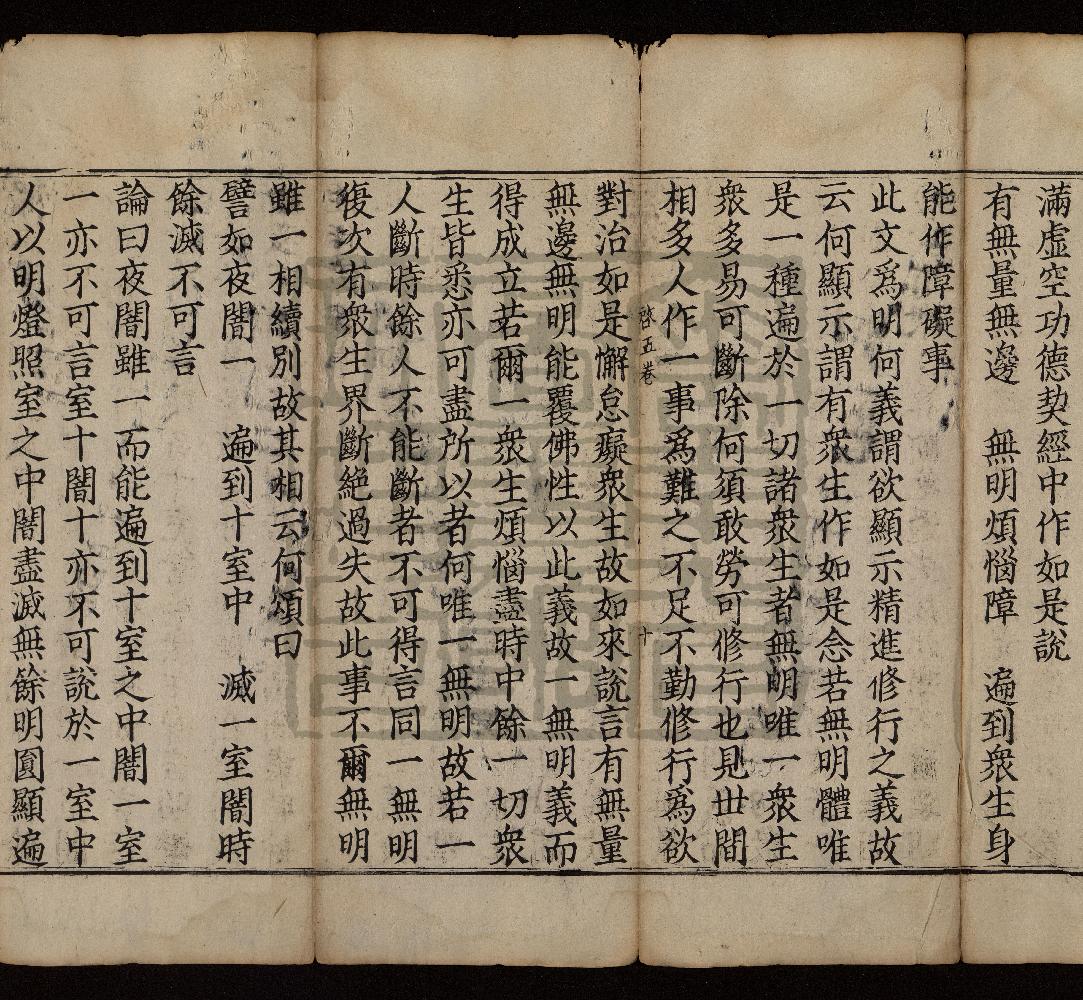 滿虚空功德契經中作如是說
有無量無邊　無明煩惱障　遍到衆生身
能作障礙事
此文爲明何義謂欲顯示精進修行之義故
云何顯示謂有衆生作如是念若無明體唯
是一種遍於一切諸衆生者無明唯一衆生
衆多易可斷除何須敢勞可修行也見世間
相多人作一事爲難之不足不勤修行爲欲
啓五卷　十
對治如是懈怠癡衆生故如來說言有無量
無邊無明能覆佛性以此義故一無明義而
得成立若爾一衆生煩惱盡時中餘一切衆
生皆悉亦可盡所以者何唯一無明故若一
人斷時餘人不能斷者不可得言同一無明
復次有衆生界斷絶過失故此事不爾無明
雖一相續別故其相云何頌曰
譬如夜闇一　遍到十室中　滅一室闇時
餘滅不可言
論曰夜闇雖一而能遍到十室之中闇一室
一亦不可言室十闇十亦不可說於一室中
人以明燈照室之中闇盡滅無餘明圓顯遍